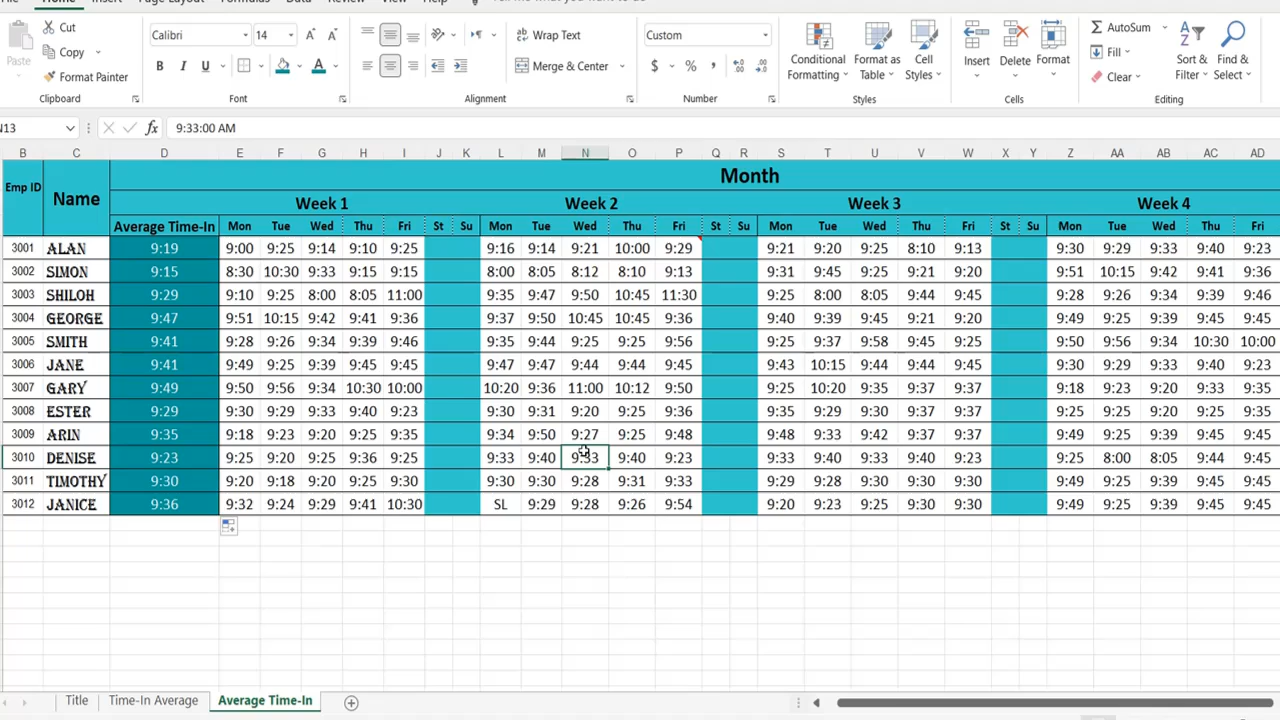 Home Insert Page Layout Formulas Data Review View Help Tell me what you want to do
Paste Cut Copy Format Painter Clipboard
Calibri 14 A A B I U A Font
Wrap Text Merge & Center Alignment
Custom $ % , Number
Conditional Formatting Format as Table Cell Styles Styles
Insert Delete Format Cells
AutoSum Fill Clear Sort & Filter Find & Select Editing
N13 fx 9:33:00 AM
B C D E F G H I J K L M N O P Q R S T U V W X Y Z AA AB AC AD
Month
Week 1 Week 2 Week 3 Week 4
Emp ID Name Average Time-In Mon Tue Wed Thu Fri St Su Mon Tue Wed Thu Fri St Su Mon Tue Wed Thu Fri St Su Mon Tue Wed Thu Fri
3001 ALAN 9:19 9:00 9:25 9:14 9:10 9:25 9:16 9:14 9:21 10:00 9:29 9:21 9:20 9:25 8:10 9:13 9:30 9:29 9:33 9:40 9:23
3002 SIMON 9:15 8:30 10:30 9:33 9:15 9:15 8:00 8:05 8:12 8:10 9:13 9:31 9:45 9:25 9:21 9:20 9:51 10:15 9:42 9:41 9:36
3003 SHILOH 9:29 9:10 9:25 8:00 8:05 11:00 9:35 9:47 9:50 10:45 11:30 9:25 8:00 8:05 9:44 9:45 9:28 9:26 9:34 9:39 9:46
3004 GEORGE 9:47 9:51 10:15 9:42 9:41 9:36 9:37 9:50 10:45 10:45 9:36 9:40 9:39 9:45 9:21 9:20 9:49 9:25 9:39 9:45 9:45
3005 SMITH 9:41 9:28 9:26 9:34 9:39 9:46 9:35 9:44 9:25 9:25 9:56 9:25 9:37 9:58 9:45 9:25 9:50 9:56 9:34 10:30 10:00
3006 JANE 9:41 9:49 9:25 9:39 9:45 9:45 9:47 9:47 9:44 9:44 9:45 9:43 10:15 9:44 9:44 9:45 9:30 9:29 9:33 9:40 9:23
3007 GARY 9:49 9:50 9:56 9:34 10:30 10:00 10:20 9:36 11:00 10:12 9:50 9:25 10:20 9:35 9:37 9:37 9:18 9:23 9:20 9:33 9:35
3008 ESTER 9:29 9:30 9:29 9:33 9:40 9:23 9:30 9:31 9:20 9:25 9:36 9:35 9:29 9:30 9:37 9:37 9:25 9:25 9:20 9:25 9:25
3009 ARIN 9:35 9:18 9:23 9:20 9:25 9:35 9:34 9:50 9:27 9:25 9:48 9:48 9:33 9:42 9:37 9:33 9:49 9:25 9:39 9:45 9:45
3010 DENISE 9:23 9:25 9:20 9:25 9:36 9:25 9:33 9:40 9:33 9:40 9:23 9:33 9:40 9:33 9:40 9:23 9:25 8:00 8:05 9:44 9:45
3011 TIMOTHY 9:30 9:20 9:18 9:20 9:25 9:30 9:30 9:30 9:28 9:31 9:33 9:29 9:28 9:30 9:33 9:30 9:49 9:25 9:39 9:45 9:45
3012 JANICE 9:36 9:32 9:24 9:29 9:41 10:30 SL 9:29 9:28 9:26 9:54 9:20 9:23 9:25 9:30 9:30 9:49 9:25 9:39 9:45 9:45
Title Time-In Average Average Time-In